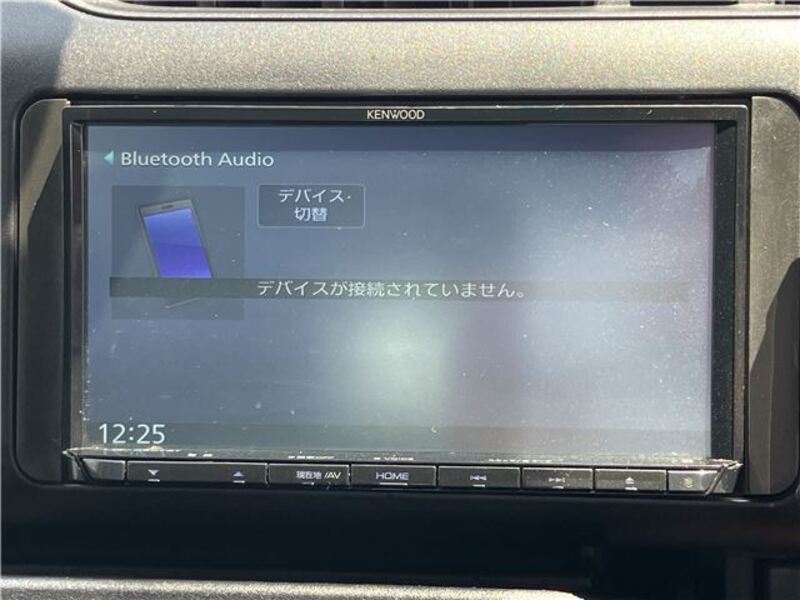 KENWOOD
Bluetooth Audio
デバイス
切替
デバイスが接続されていません。
12:25
現在地/AV
HOME